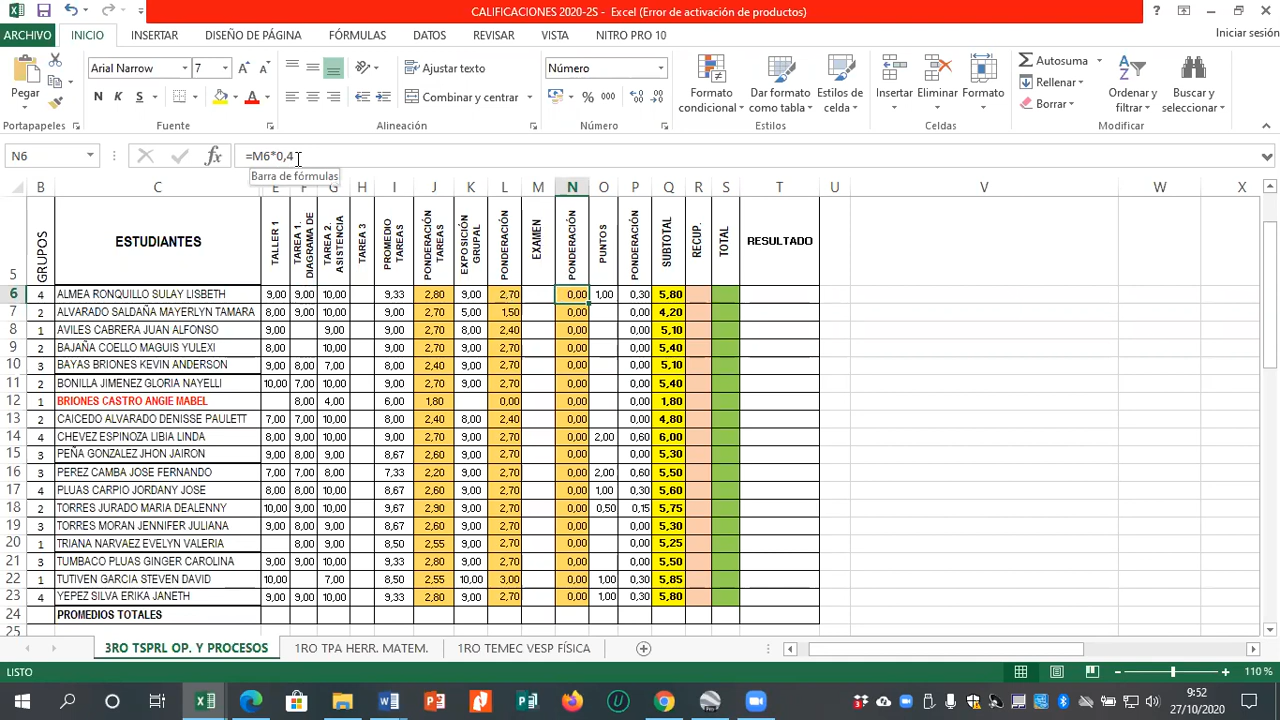 CALIFICACIONES 2020-2S - Excel (Error de activación de productos)
ARCHIVO INICIO INSERTAR DISEÑO DE PÁGINA FÓRMULAS DATOS REVISAR VISTA NITRO PRO 10 Iniciar sesión
Arial Narrow 7 Ajustar texto Número Autosuma
Pegar N K S Combinar y centrar % 000 Formato condicional Dar formato como tabla Estilos de celda Insertar Eliminar Formato Rellenar Borrar Ordenary filtrar Buscar y seleccionar
Portapapeles Fuente Alineación Número Estilos Celdas Modificar
N6 fx =M6*0,4
Barra de fórmulas
B C E F G H I J K L M N O P Q R S T U V W X
5 GRUPOS ESTUDIANTES TALLER 1 TAREA 1. DIAGRAMA DE TAREA 2. ASISTENCIA TAREA 3 PROMEDIO TAREAS PONDERACIÓN TAREAS EXPOSICIÓN GRUPAL PONDERACIÓN EXAMEN PONDERACIÓN PUNTOS PONDERACIÓN SUBTOTAL RECUP. TOTAL RESULTADO
6 4 ALMEA RONQUILLO SULAY LISBETH 9,00 9,00 10,00 9,33 2,80 9,00 2,70 0,00 1,00 0,30 5,80
7 2 ALVARADO SALDAÑA MAYERLYN TAMARA 8,00 9,00 10,00 9,00 2,70 5,00 1,50 0,00 0,00 4,20
8 1 AVILES CABRERA JUAN ALFONSO 9,00 9,00 9,00 2,70 8,00 2,40 0,00 0,00 5,10
9 2 BAJAÑA COELLO MAGUIS YULEXI 8,00 10,00 9,00 2,70 9,00 2,70 0,00 0,00 5,40
10 3 BAYAS BRIONES KEVIN ANDERSON 9,00 8,00 7,00 8,00 2,40 9,00 2,70 0,00 0,00 5,10
11 2 BONILLA JIMENEZ GLORIA NAYELLI 10,00 7,00 10,00 9,00 2,70 9,00 2,70 0,00 0,00 5,40
12 1 BRIONES CASTRO ANGIE MABEL 8,00 4,00 6,00 1,80 0,00 0,00 0,00 1,80
13 2 CAICEDO ALVARADO DENISSE PAULETT 7,00 7,00 10,00 8,00 2,40 8,00 2,40 0,00 0,00 4,80
14 4 CHEVEZ ESPINOZA LIBIA LINDA 8,00 9,00 10,00 9,00 2,70 9,00 2,70 0,00 2,00 0,60 6,00
15 3 PEÑA GONZALEZ JHON JAIRON 9,00 8,00 9,00 8,67 2,60 9,00 2,70 0,00 0,00 5,30
16 3 PEREZ CAMBA JOSE FERNANDO 7,00 7,00 8,00 7,33 2,20 9,00 2,70 0,00 2,00 0,60 5,50
17 4 PLUAS CARPIO JORDANY JOSE 8,00 8,00 10,00 8,67 2,60 9,00 2,70 0,00 1,00 0,30 5,60
18 2 TORRES JURADO MARIA DEALENNY 10,00 9,00 10,00 9,67 2,90 9,00 2,70 0,00 0,50 0,15 5,75
19 3 TORRES MORAN JENNIFER JULIANA 9,00 8,00 9,00 8,67 2,60 9,00 2,70 0,00 0,00 5,30
20 1 TRIANA NARVAEZ EVELYN VALERIA 8,00 9,00 8,50 2,55 9,00 2,70 0,00 0,00 5,25
21 3 TUMBACO PLUAS GINGER CAROLINA 9,00 9,00 10,00 9,33 2,80 9,00 2,70 0,00 0,00 5,50
22 1 TUTIVEN GARCIA STEVEN DAVID 10,00 7,00 8,50 2,55 10,00 3,00 0,00 1,00 0,30 5,85
23 4 YEPEZ SILVA ERIKA JANETH 9,00 9,00 10,00 9,33 2,80 9,00 2,70 0,00 1,00 0,30 5,80
24 PROMEDIOS TOTALES
25
3RO TSPRL OP. Y PROCESOS 1RO TPA HERR. MATEM. 1RO TEMEC VESP FÍSICA
LISTO 110 %
9:52
27/10/2020